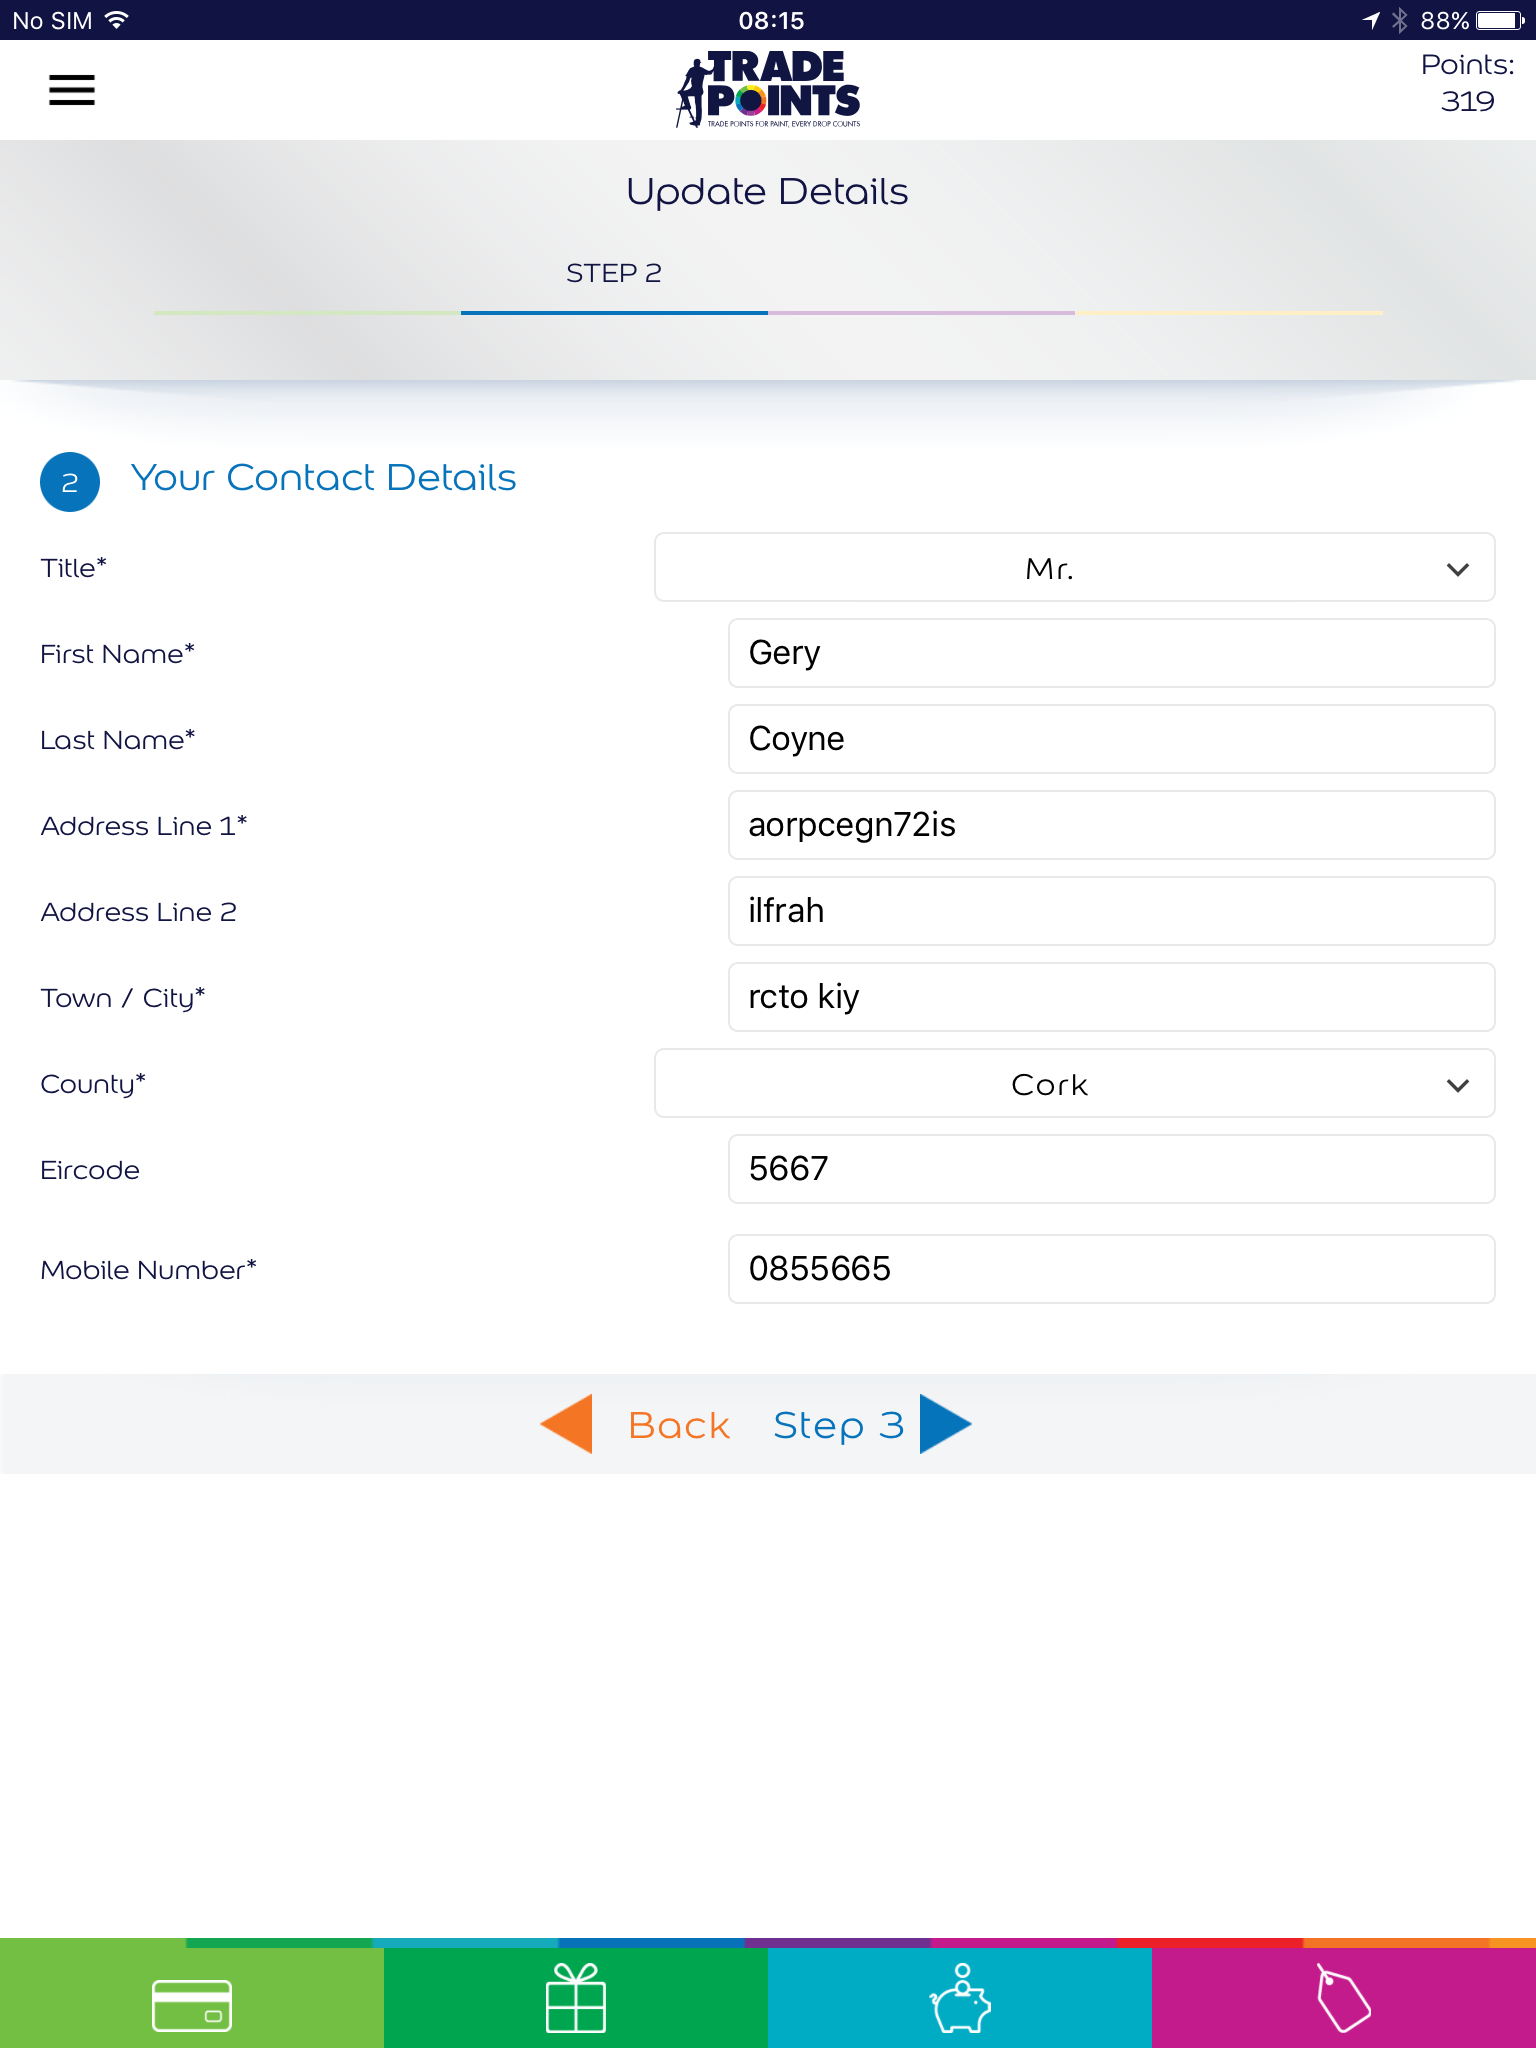 No SIM 08:15 88%
TRADE
POINTS
TRADE POINTS FOR PAINT, EVERY DROP COUNTS
Points:
319
Update Details
STEP 2
2 Your Contact Details
Title* Mr.
First Name* Gery
Last Name* Coyne
Address Line 1* aorpcegn72is
Address Line 2 ilfrah
Town / City* rcto kiy
County* Cork
Eircode 5667
Mobile Number* 0855665
Back Step 3